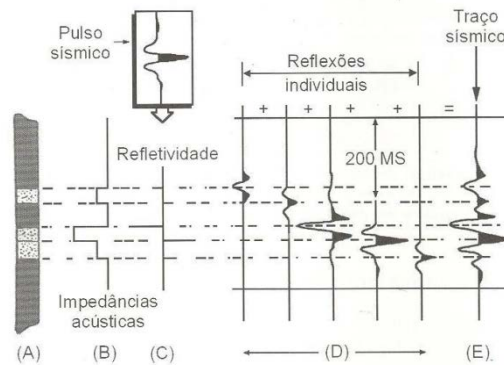 Pulso
sísmico
Traço
sísmico
Reflexões
individuais
+ + + + =
Refletividade
200 MS
Impedâncias
acústicas
(A) (B) (C) (D) (E)